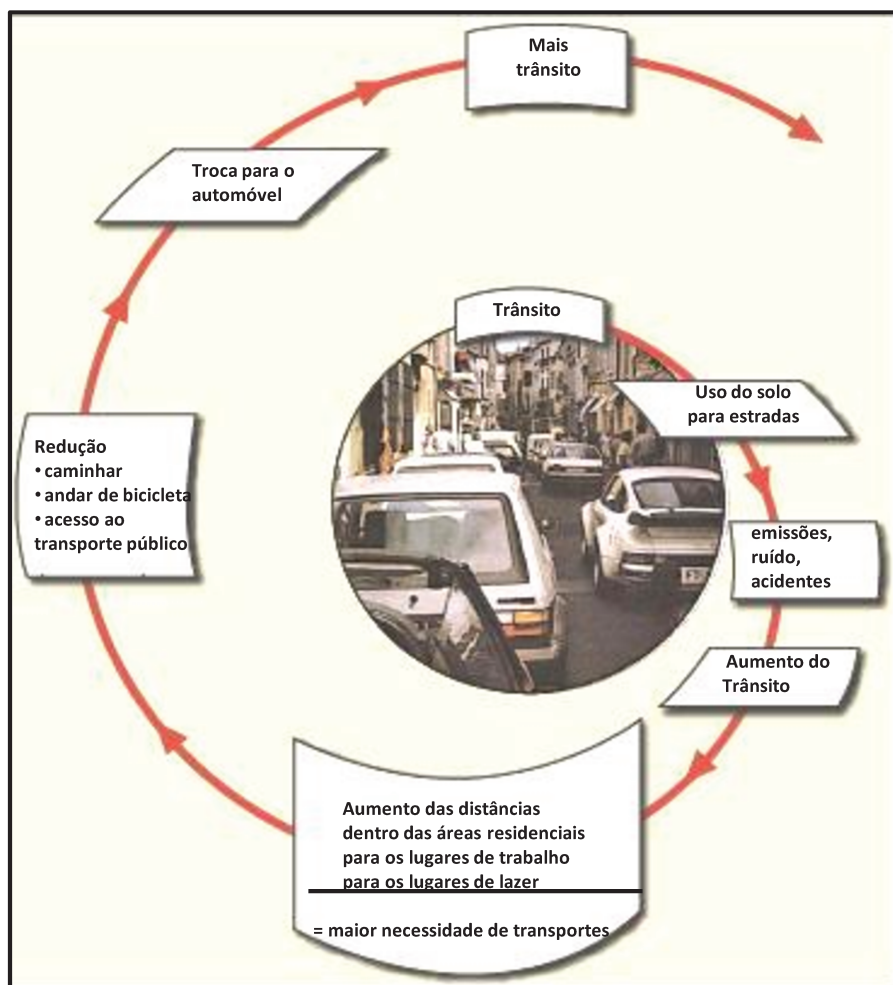 Mais
trânsito
Troca para o
automóvel
Trânsito
Uso do solo
para estradas
Redução
• caminhar
• andar de bicicleta
• acesso ao
transporte público
emissões,
ruído,
acidentes
Aumento do
Trânsito
Aumento das distâncias
dentro das áreas residenciais
para os lugares de trabalho
para os lugares de lazer
= maior necessidade de transportes